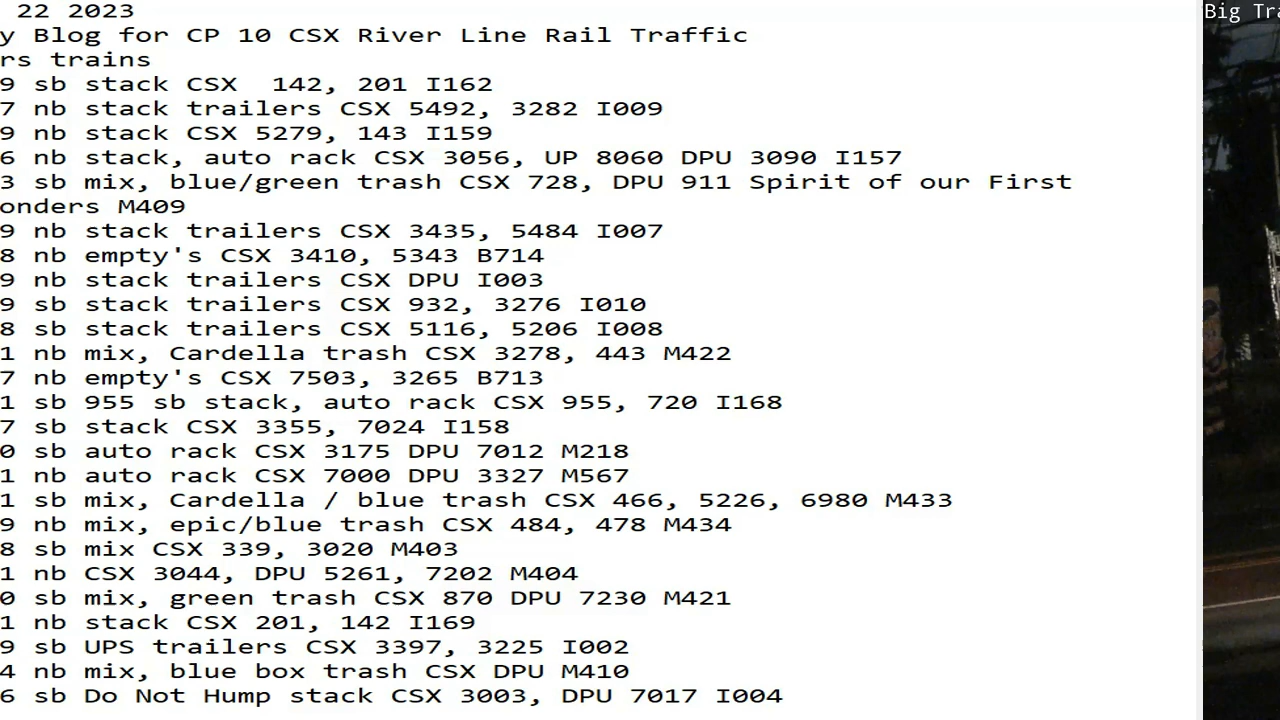 22 2023
y Blog for CP 10 CSX River Line Rail Traffic
rs trains
9 sb stack CSX  142, 201 I162
7 nb stack trailers CSX 5492, 3282 I009
9 nb stack CSX 5279, 143 I159
6 nb stack, auto rack CSX 3056, UP 8060 DPU 3090 I157
3 sb mix, blue/green trash CSX 728, DPU 911 Spirit of our First
onders M409
9 nb stack trailers CSX 3435, 5484 I007
8 nb empty's CSX 3410, 5343 B714
9 nb stack trailers CSX DPU I003
9 sb stack trailers CSX 932, 3276 I010
8 sb stack trailers CSX 5116, 5206 I008
1 nb mix, Cardella trash CSX 3278, 443 M422
7 nb empty's CSX 7503, 3265 B713
1 sb 955 sb stack, auto rack CSX 955, 720 I168
7 sb stack CSX 3355, 7024 I158
0 sb auto rack CSX 3175 DPU 7012 M218
1 nb auto rack CSX 7000 DPU 3327 M567
1 sb mix, Cardella / blue trash CSX 466, 5226, 6980 M433
9 nb mix, epic/blue trash CSX 484, 478 M434
8 sb mix CSX 339, 3020 M403
1 nb CSX 3044, DPU 5261, 7202 M404
0 sb mix, green trash CSX 870 DPU 7230 M421
1 nb stack CSX 201, 142 I169
9 sb UPS trailers CSX 3397, 3225 I002
4 nb mix, blue box trash CSX DPU M410
6 sb Do Not Hump stack CSX 3003, DPU 7017 I004
Big Tra